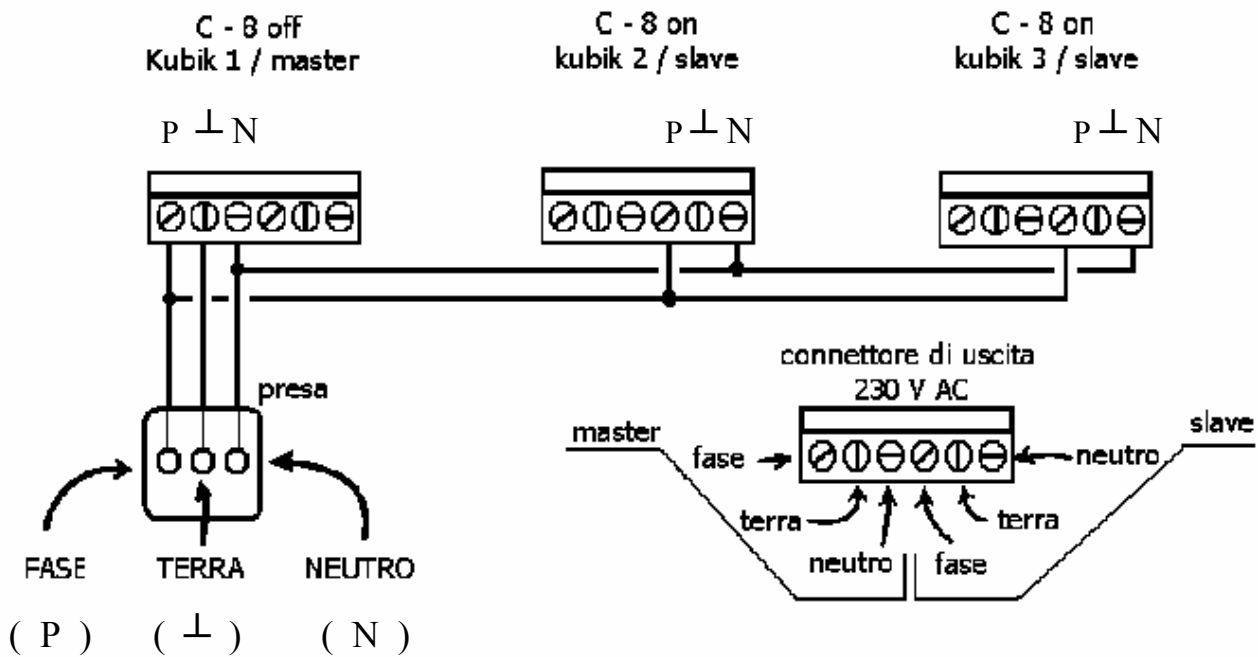 C - 8 off
Kubik 1 / master
C - 8 on
kubik 2 / slave
C - 8 on
kubik 3 / slave
P ⊥ N
P ⊥ N
P ⊥ N
presa
connettore di uscita
230 V AC
master
slave
fase
neutro
terra
terra
neutro
fase
FASE
TERRA
NEUTRO
( P )
( ⊥ )
( N )